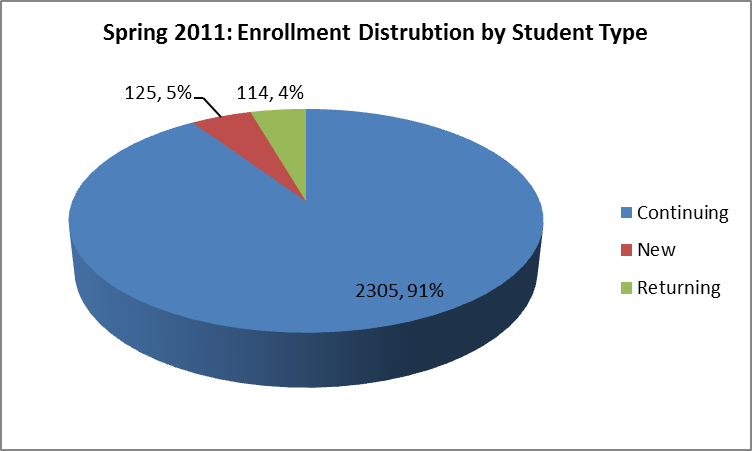 Spring 2011: Enrollment Distrubtion by Student Type
125, 5%
114, 4%
2305, 91%
Continuing
New
Returning